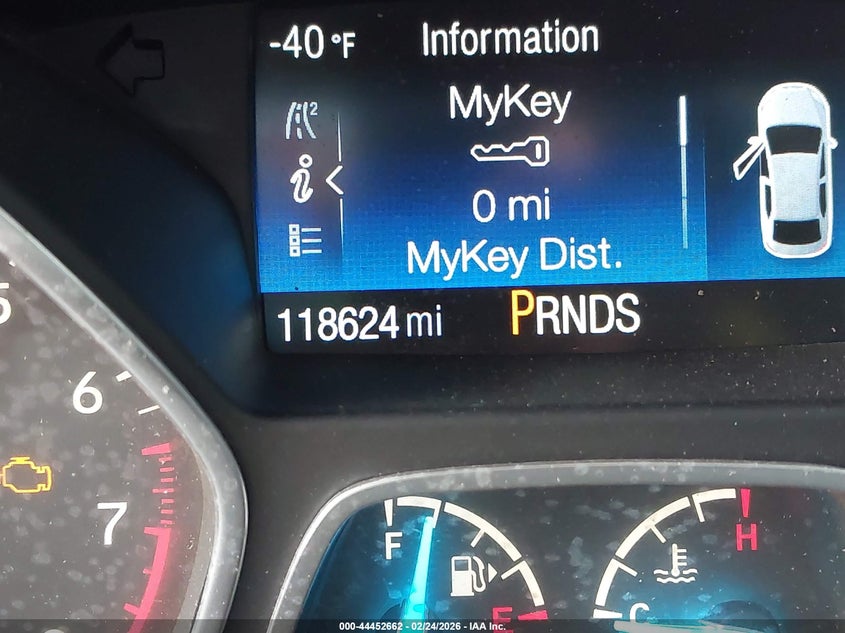 -40 °F Information
MyKey
0 mi
MyKey Dist.
118624 mi PRNDS
5
6
7
F
E
H
C
000-44452662 - 02/24/2026 - IAA Inc.